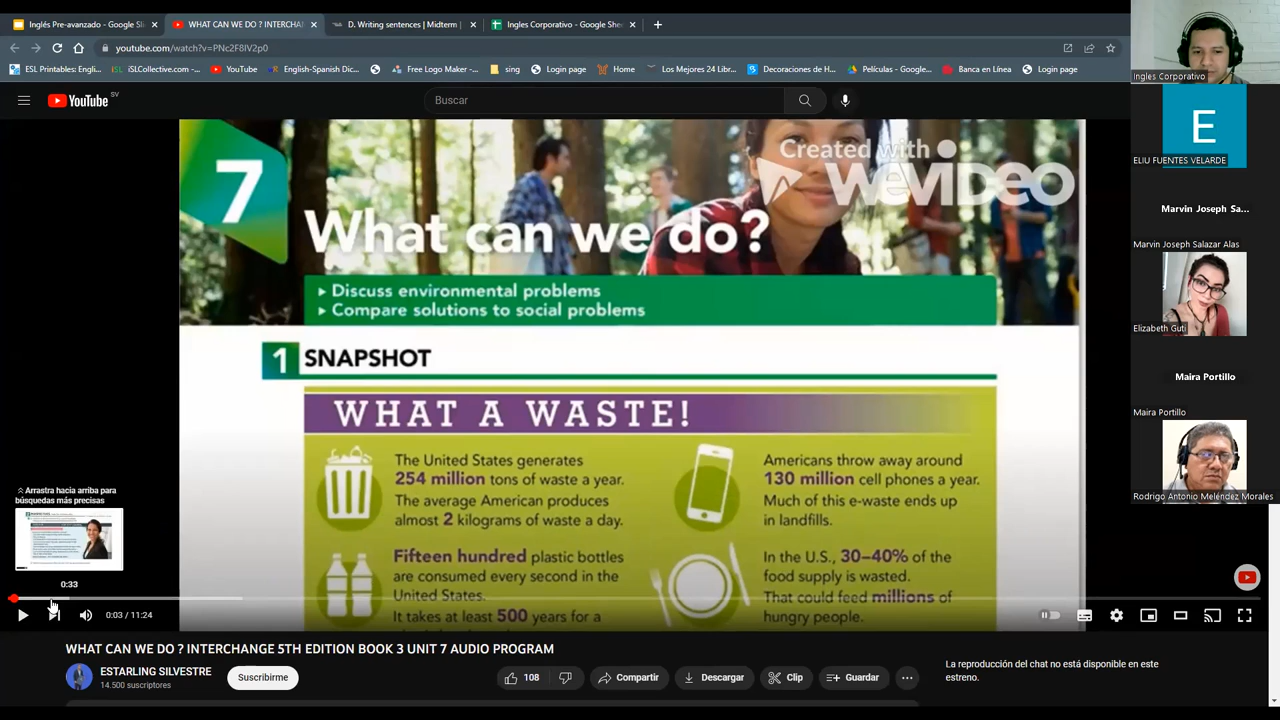 Inglés Pre-avanzado - Google Sli
WHAT CAN WE DO ? INTERCHAN
D. Writing sentences | Midterm |
Ingles Corporativo - Google She
youtube.com/watch?v=PNc2F8IV2p0
ESL Printables: Engli...
iSLCollective.com -...
YouTube
English-Spanish Dic...
Free Logo Maker -...
sing
Login page
Home
Los Mejores 24 Libr...
Decoraciones de H...
Películas - Google...
Banca en Línea
Login page
YouTube SV
Buscar
Created with
WEVIDEO
7
What can we do?
Discuss environmental problems
Compare solutions to social problems
1 SNAPSHOT
WHAT A WASTE!
The United States generates
254 million tons of waste a year.
The average American produces
almost 2 kilograms of waste a day.
Americans throw away around
130 million cell phones a year.
Much of this e-waste ends up
in landfills.
Fifteen hundred plastic bottles
are consumed every second in the
United States.
It takes at least 500 years for a
In the U.S., 30–40% of the
food supply is wasted.
That could feed millions of
hungry people.
Arrastra hacia arriba para
búsquedas más precisas
0:33
0:03 / 11:24
WHAT CAN WE DO ? INTERCHANGE 5TH EDITION BOOK 3 UNIT 7 AUDIO PROGRAM
ESTARLING SILVESTRE
14.500 suscriptores
Suscribirme
108
Compartir
Descargar
Clip
Guardar
La reproducción del chat no está disponible en este
estreno.
Ingles Corporativo
E
ELIU FUENTES VELARDE
Marvin Joseph Sa...
Marvin Joseph Salazar Alas
Elizabeth Guti
Maira Portillo
Maira Portillo
Rodrigo Antonio Meléndez Morales